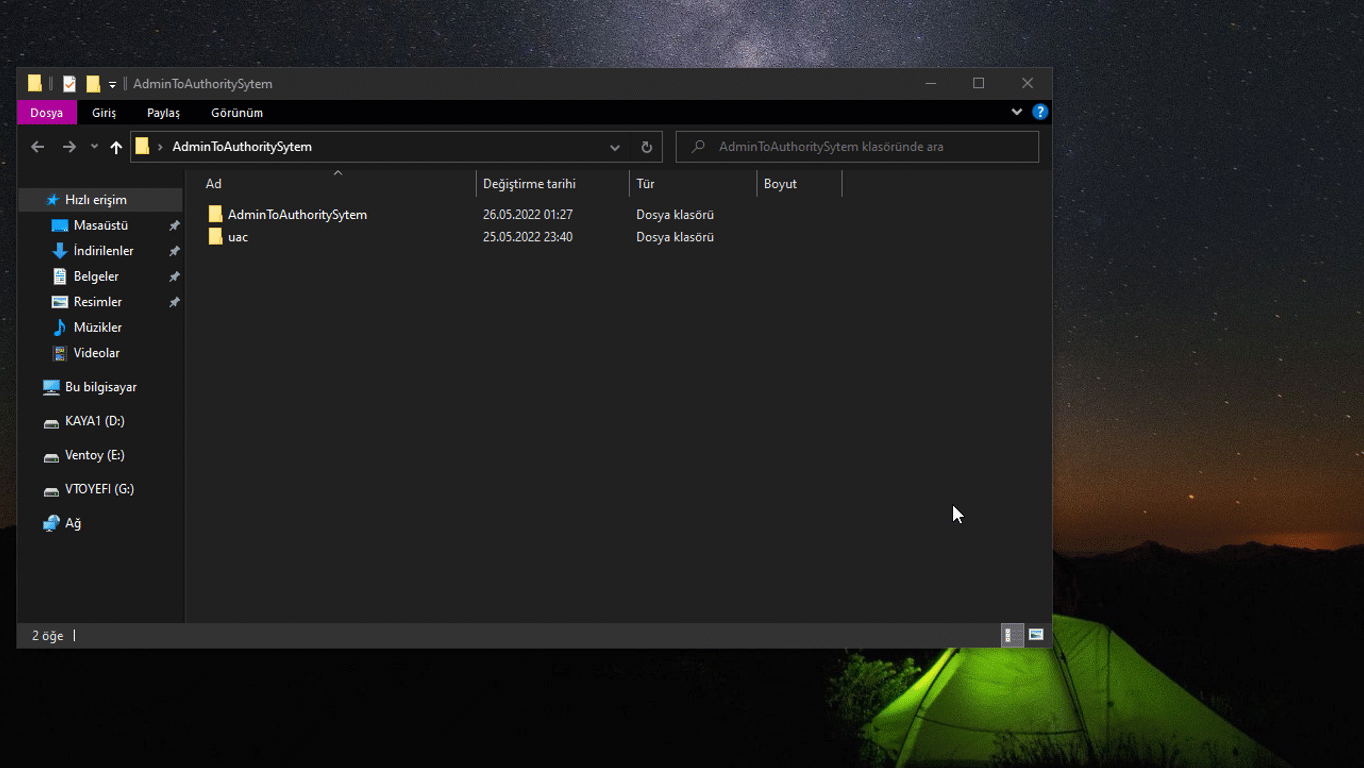 AdminToAuthoritySytem
Dosya Giriş Paylaş Görünüm ?
AdminToAuthoritySytem AdminToAuthoritySytem klasöründe ara
Ad Değiştirme tarihi Tür Boyut
AdminToAuthoritySytem 26.05.2022 01:27 Dosya klasörü
uac 25.05.2022 23:40 Dosya klasörü
Hızlı erişim
Masaüstü
İndirilenler
Belgeler
Resimler
Müzikler
Videolar
Bu bilgisayar
KAYA1 (D:)
Ventoy (E:)
VTOYEFI (G:)
Ağ
2 öğe